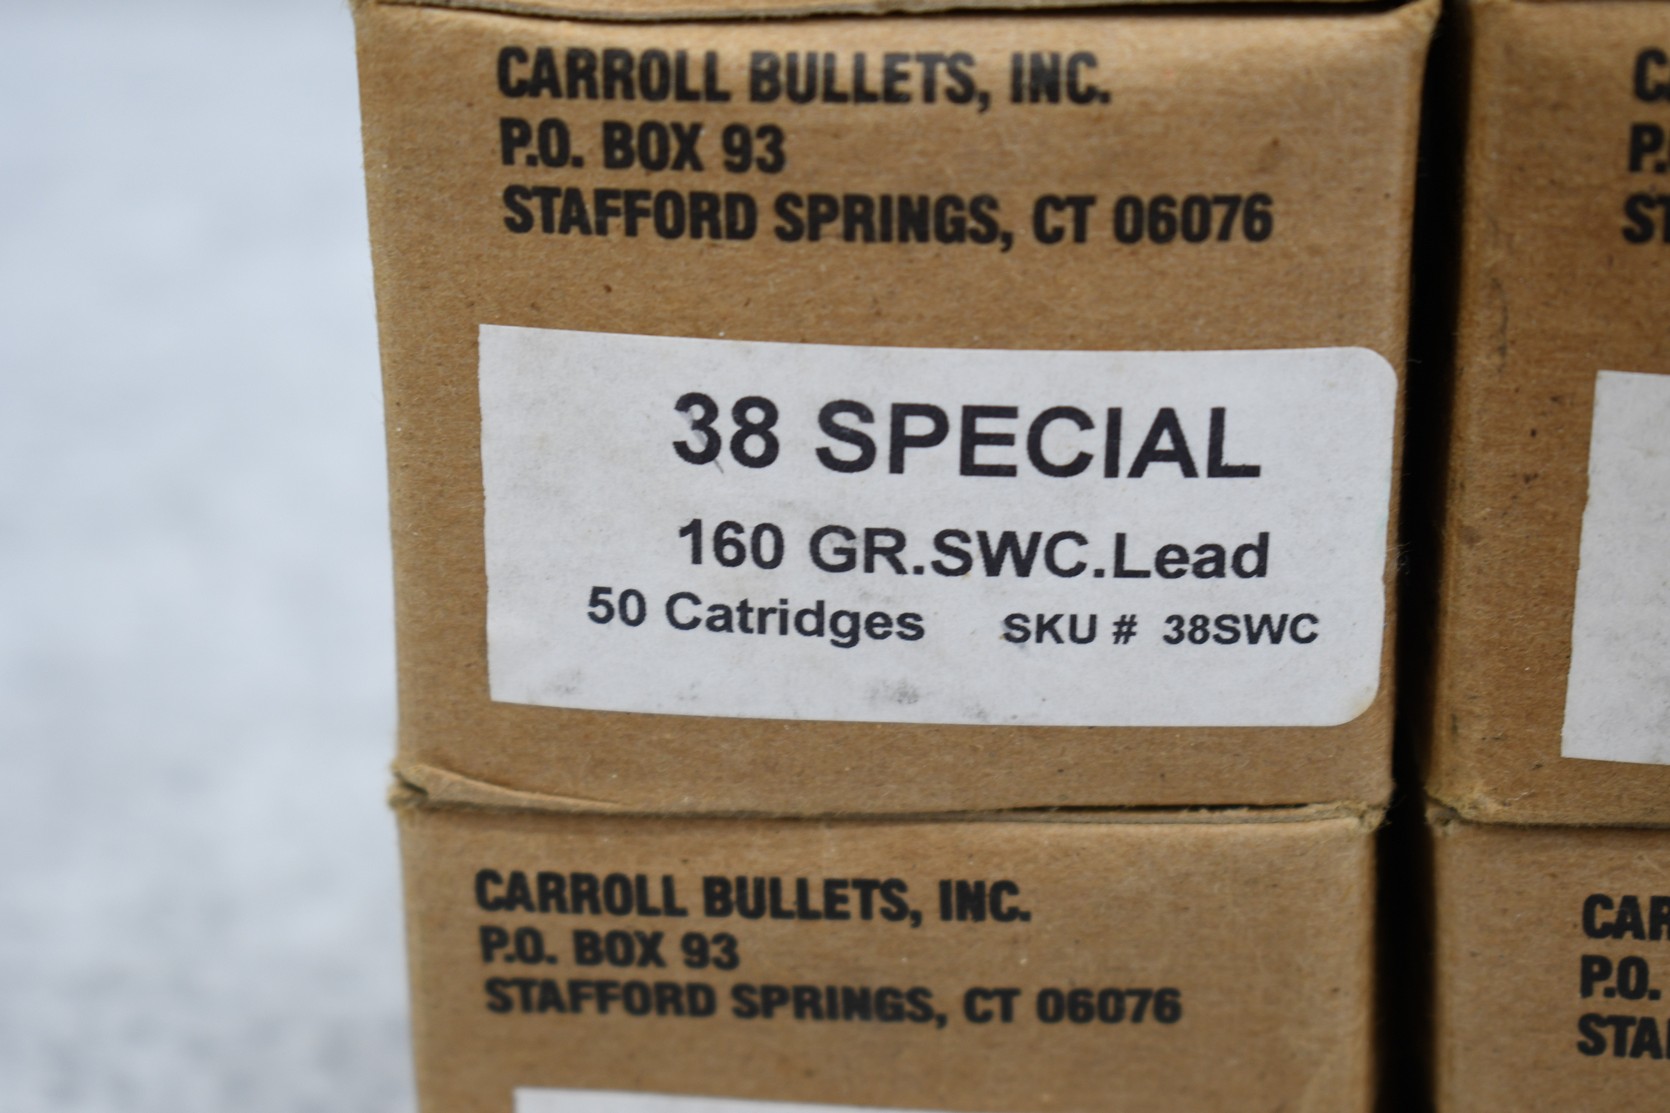 CARROLL BULLETS, INC.
P.O. BOX 93
STAFFORD SPRINGS, CT 06076
38 SPECIAL
160 GR.SWC.Lead
50 Catridges SKU # 38SWC
CARROLL BULLETS, INC.
P.O. BOX 93
STAFFORD SPRINGS, CT 06076
P.O.